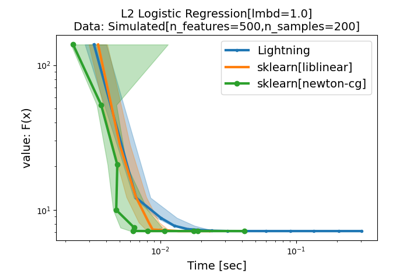 L2 Logistic Regression[lmbd=1.0]
Data: Simulated[n_features=500,n_samples=200]
Lightning
sklearn[liblinear]
sklearn[newton-cg]
value: F(x)
10²
10¹
10⁻²
10⁻¹
Time [sec]